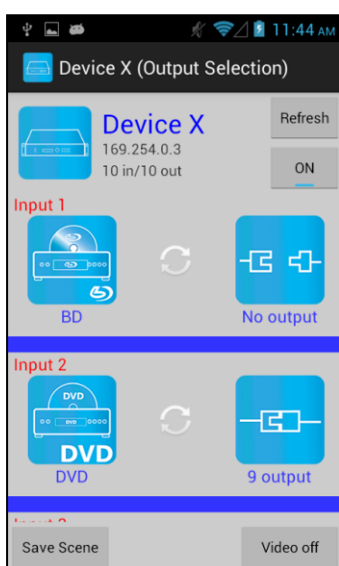 11:44 AM
Device X (Output Selection)
Device X
169.254.0.3
10 in/10 out
Refresh
ON
Input 1
BD
No output
Input 2
DVD
DVD
DVD
9 output
Save Scene
Video off